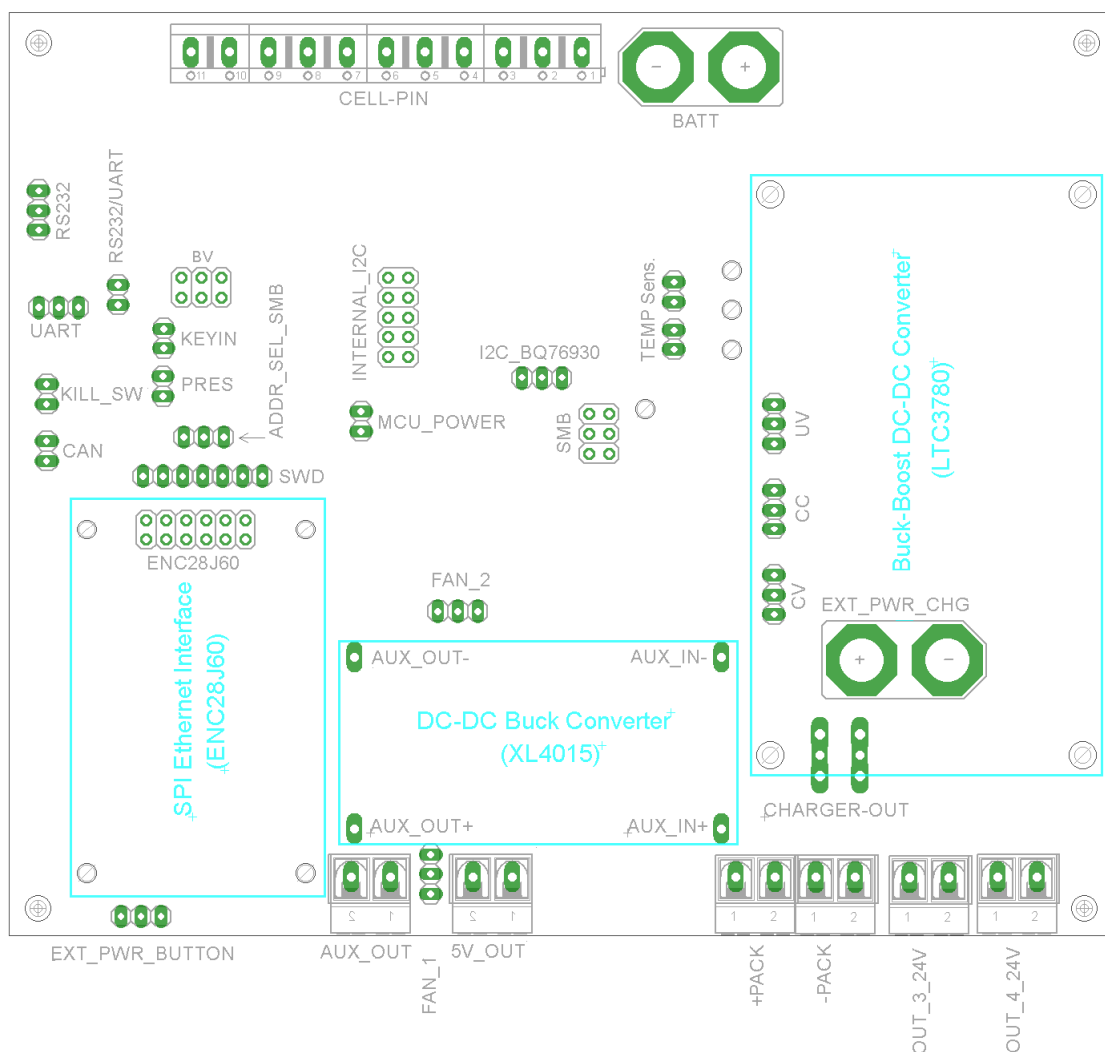 - +
11 10 9 8 7 6 5 4 3 2 1
CELL-PIN
BATT
RS232
RS232/UART
BV
UART
KEYIN
ADDR_SEL_SMB
INTERNAL_I2C
TEMP Sens.
I2C_BQ76930
KILL_SW
PRES
MCU_POWER
SMB
CAN
SWD
UV
CC
CV
Buck-Boost DC-DC Converter
(LTC3780)
ENC28J60
SPI Ethernet Interface
(ENC28J60)
FAN_2
EXT_PWR_CHG
+ -
AUX_OUT-
AUX_IN-
DC-DC Buck Converter
(XL4015)
AUX_OUT+
AUX_IN+
CHARGER-OUT
2 1
2 1
1 2
1 2
1 2
1 2
EXT_PWR_BUTTON
AUX_OUT
FAN_1
5V_OUT
+PACK
-PACK
OUT_3_24V
OUT_4_24V